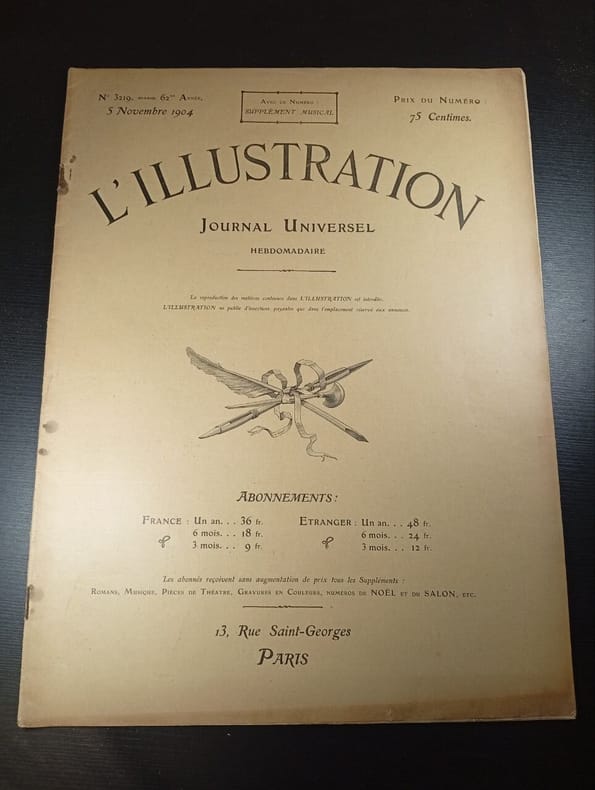 N° 3219. 62me Année.
5 Novembre 1904
Avec ce Numéro :
SUPPLÉMENT MUSICAL
Prix du Numéro :
75 Centimes.
L'ILLUSTRATION
Journal Universel
HEBDOMADAIRE
La reproduction des matières contenues dans L'ILLUSTRATION est interdite.
L'ILLUSTRATION ne publie d'insertions payantes que dans l'emplacement réservé aux annonces.
ABONNEMENTS :
France : Un an. . . 36 fr.
6 mois. . . 18 fr.
3 mois. . . 9 fr.
Etranger : Un an. . . 48 fr.
6 mois. . . 24 fr.
3 mois. . . 12 fr.
Les abonnés reçoivent sans augmentation de prix tous les Suppléments :
Romans, Musique, Pièces de Théatre, Gravures en Couleurs, numeros de NOËL et du SALON, etc.
13, Rue Saint-Georges
Paris